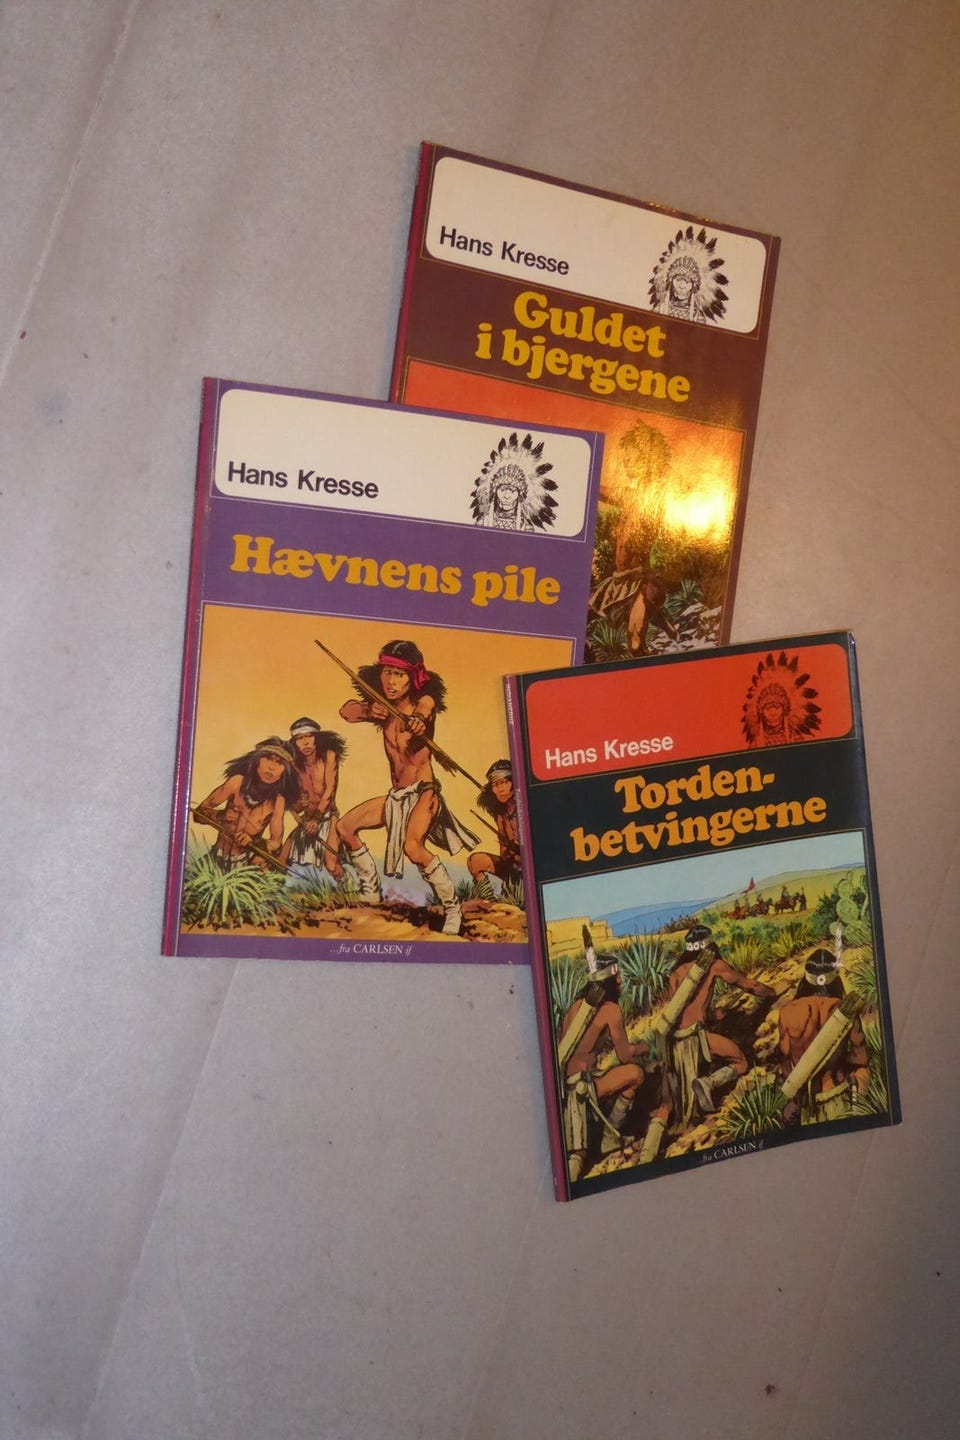 Hans Kresse
Guldet
i bjergene
Hans Kresse
Hævnens pile
...fra CARLSEN if
Hans Kresse
Torden-
betvingerne
...fra CARLSEN if